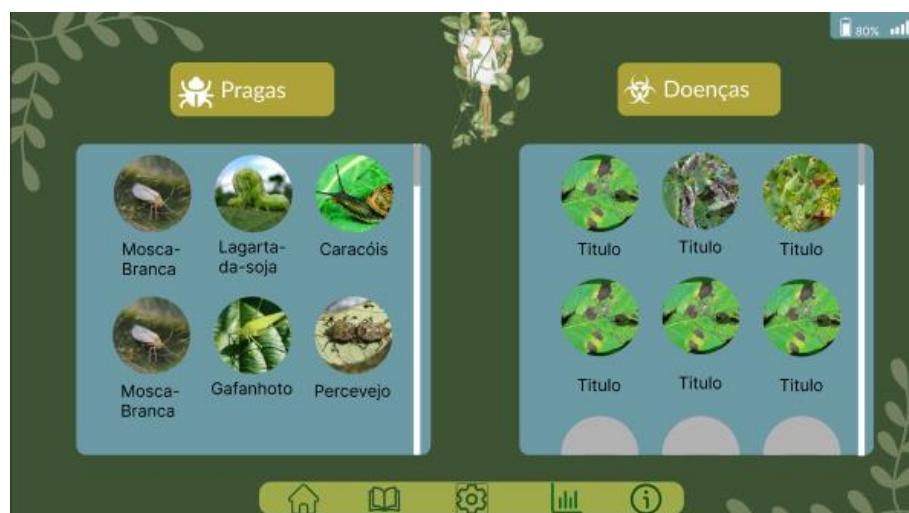 80%
Pragas
Doenças
Mosca-
Branca
Lagarta-
da-soja
Caracóis
Mosca-
Branca
Gafanhoto
Percevejo
Titulo
Titulo
Titulo
Titulo
Titulo
Titulo